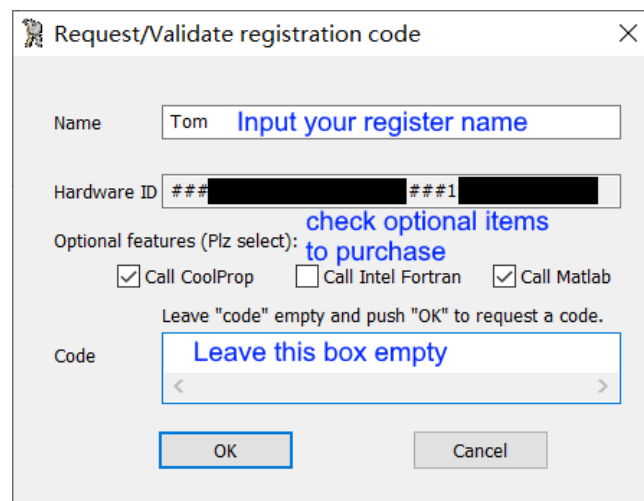 Request/Validate registration code
Name Tom Input your register name
Hardware ID ### ###1
check optional items
Optional features (Plz select): to purchase
Call CoolProp Call Intel Fortran Call Matlab
Leave "code" empty and push "OK" to request a code.
Code Leave this box empty
OK Cancel